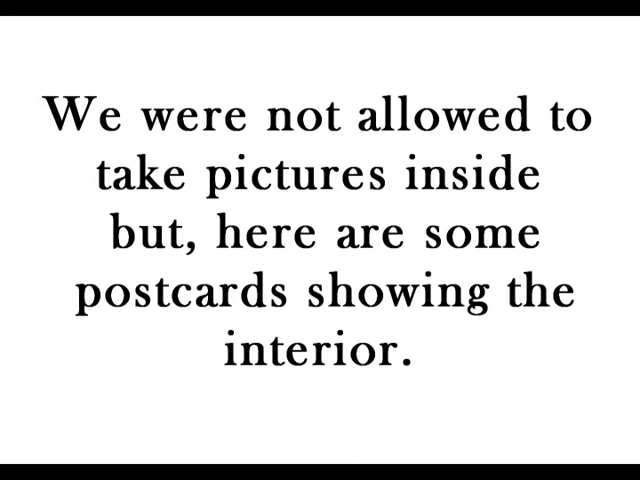 We were not allowed to
take pictures inside
but, here are some
postcards showing the
interior.